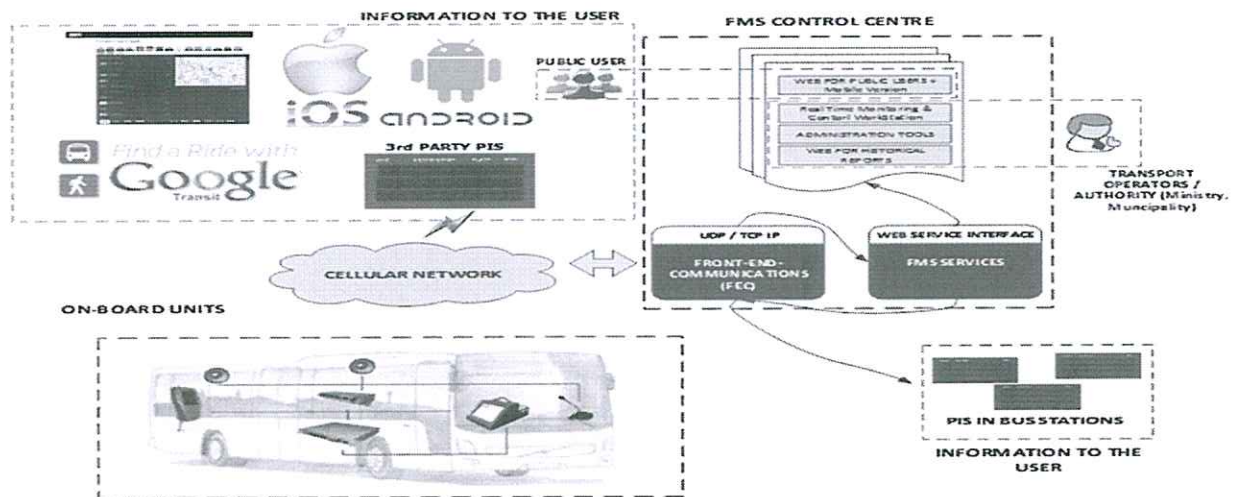 INFORMATION TO THE USER
iOS
ANDROID
Find a Ride with
Google
Transit
3rd PARTY PIS
PUBLIC USER
FMS CONTROL CENTRE
WEB FOR PUBLIC USERS +
Mobile Version
Real Time Monitoring &
Control Workstation
ADMINISTRATION TOOLS
WEB FOR HISTORICAL
REPORTS
TRANSPORT
OPERATORS /
AUTHORITY (Ministry,
Muncipality)
UDP / TCP IP
FRONT-END-
COMMUNICATIONS
(FEC)
WEB SERVICE INTERFACE
FMS SERVICES
CELLULAR NETWORK
ON-BOARD UNITS
PIS IN BUS STATIONS
INFORMATION TO THE
USER